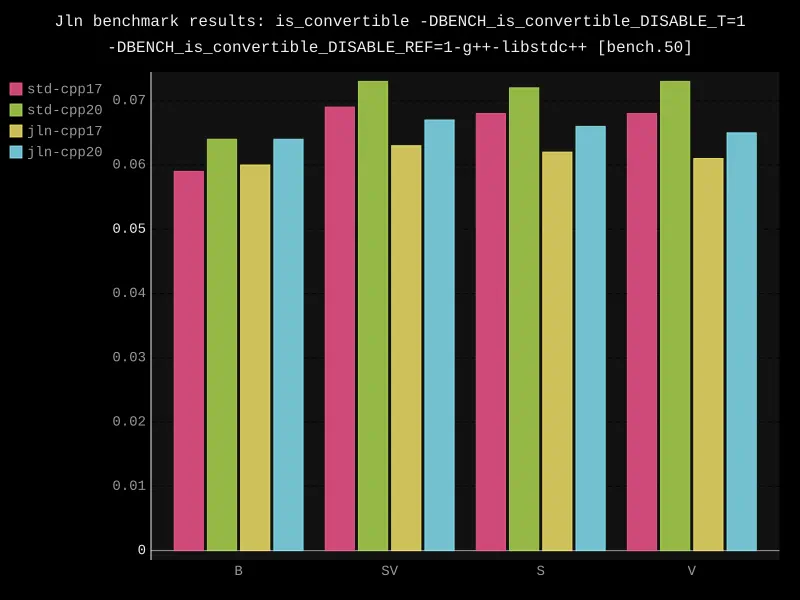 Jln benchmark results: is_convertible -DBENCH_is_convertible_DISABLE_T=1
-DBENCH_is_convertible_DISABLE_REF=1-g++-libstdc++ [bench.50]
std-cpp17
std-cpp20
jln-cpp17
jln-cpp20
0.07
0.06
0.05
0.04
0.03
0.02
0.01
0
B SV S V